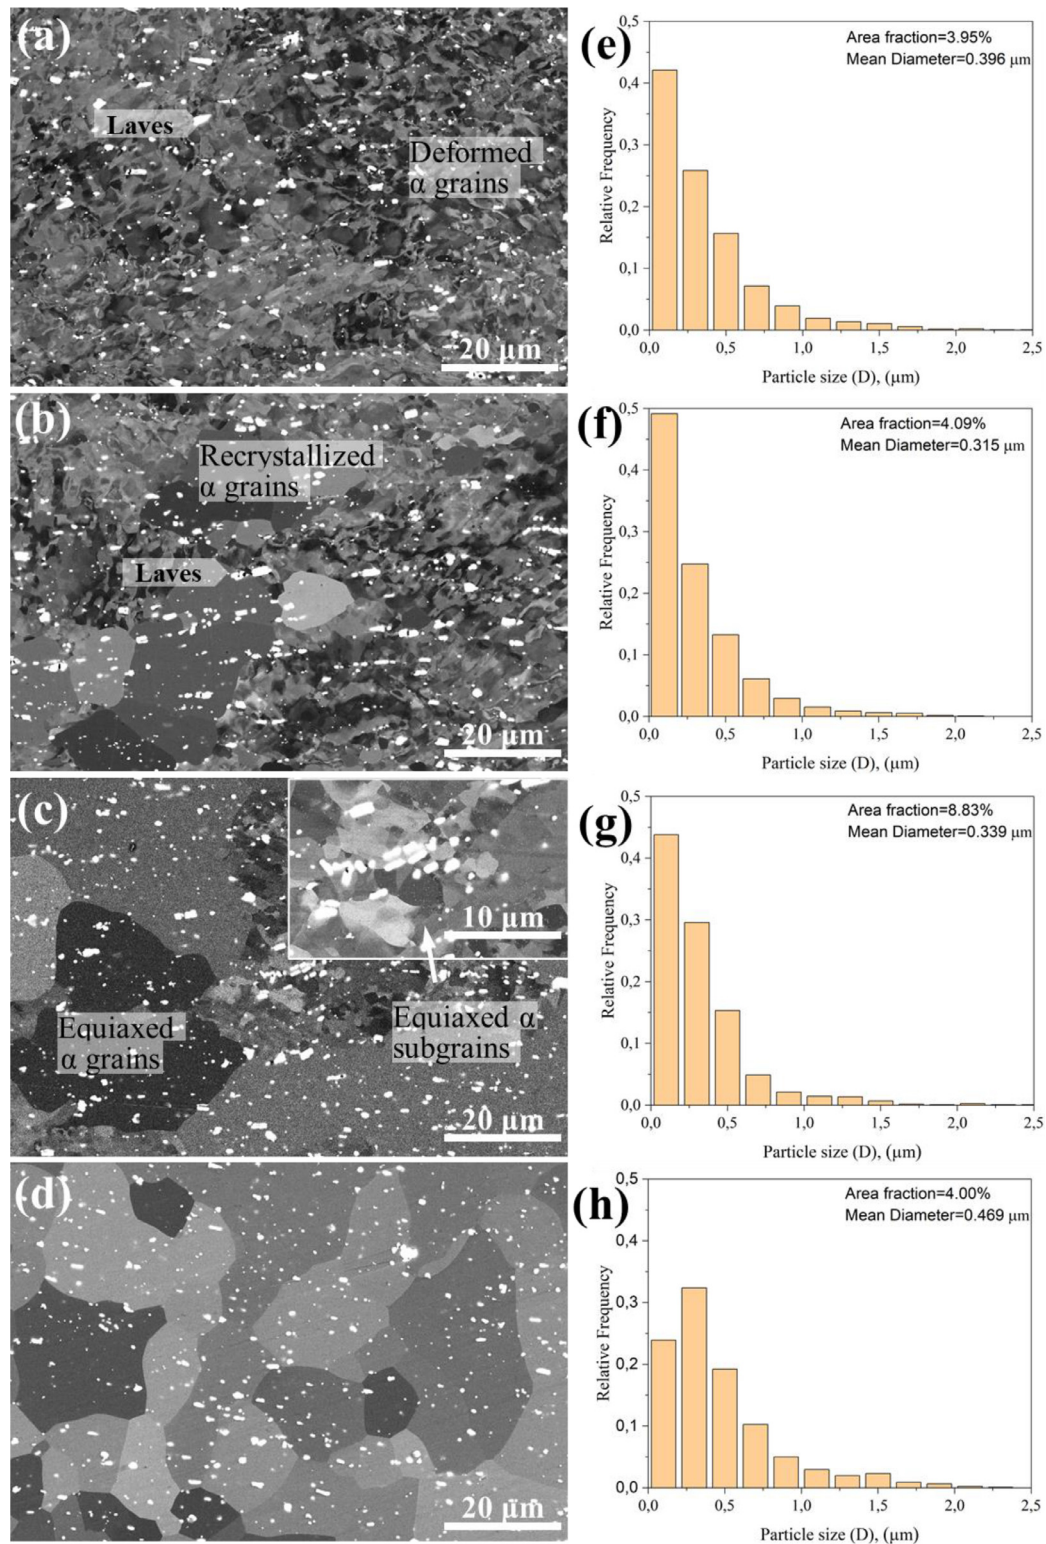 (a)
Laves
Deformed
α grains
20 µm
(e)
Area fraction=3.95%
Mean Diameter=0.396 µm
Relative Frequency
0,5
0,4
0,3
0,2
0,1
0,0
0,0 0,5 1,0 1,5 2,0 2,5
Particle size (D), (µm)
(b)
Recrystallized
α grains
Laves
20 µm
(f)
Area fraction=4.09%
Mean Diameter=0.315 µm
Relative Frequency
0,5
0,4
0,3
0,2
0,1
0,0
0,0 0,5 1,0 1,5 2,0 2,5
Particle size (D), (µm)
(c)
10 µm
Equiaxed
α grains
Equiaxed α
subgrains
20 µm
(g)
Area fraction=8.83%
Mean Diameter=0.339 µm
Relative Frequency
0,5
0,4
0,3
0,2
0,1
0,0
0,0 0,5 1,0 1,5 2,0 2,5
Particle size (D), (µm)
(d)
20 µm
(h)
Area fraction=4.00%
Mean Diameter=0.469 µm
Relative Frequency
0,5
0,4
0,3
0,2
0,1
0,0
0,0 0,5 1,0 1,5 2,0 2,5
Particle size (D), (µm)